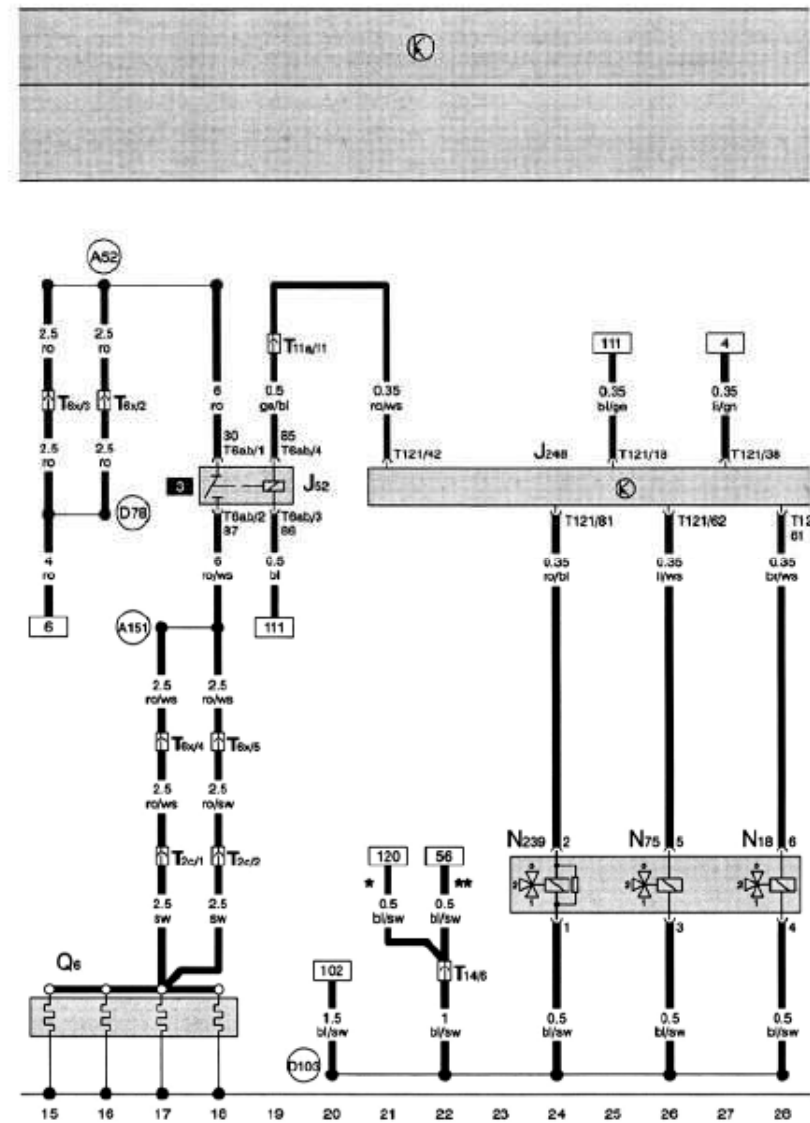 K
A52
2.5 2.5
ro ro
T6x/3 T6x/2
2.5 2.5
ro ro
D78
4
ro
6
6
ro
0.5
ge/bl
T11a/11
0.35
ro/ws
111
0.35
4
0.35
li/gn
30 85
T6ab/1 T6ab/4
3
J52
T6ab/2 T6ab/3
87 86
6 0.5
ro/ws bl
A151
111
T121/42 J248 T121/18
K
T121/81 T121/62
61
0.35 0.35 0.35
ro/bl li/ws br/ws
2.5 2.5
ro/ws ro/ws
T6x/4 T6x/5
2.5 2.5
ro/ws ro/sw
T2c/1 T2c/2
2.5 2.5
sw sw
Q6
120 56
* **
0.5 0.5
bl/sw bl/sw
T14/6
102
1.5 1
bl/sw bl/sw
N239 2 N75 5 N18 6
1 3 4
0.5 0.5 0.5
bl/sw bl/sw bl/sw
D103
15 16 17 18 19 20 21 22 23 24 25 26 27 28